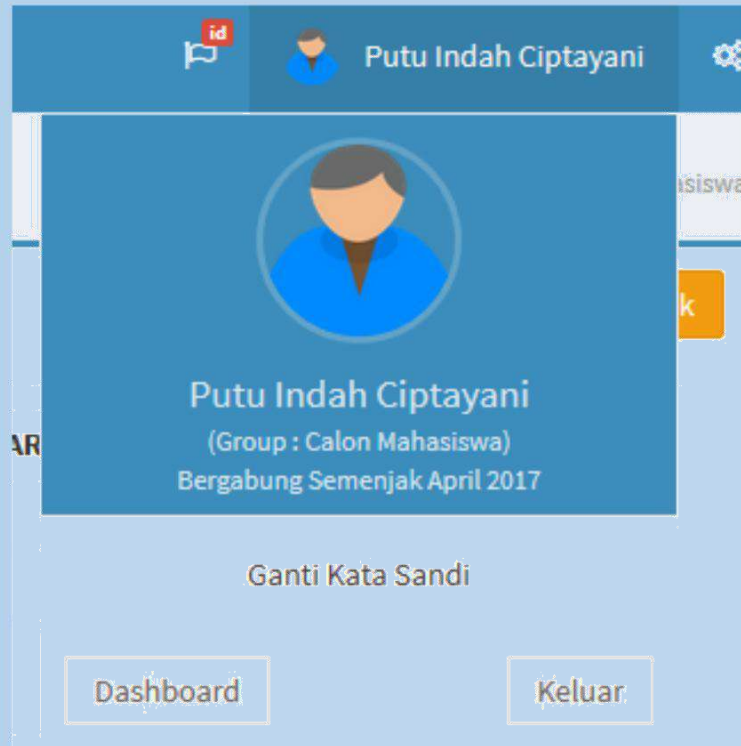 id
Putu Indah Ciptayani
Putu Indah Ciptayani
(Group : Calon Mahasiswa)
Bergabung Semenjak April 2017
Ganti Kata Sandi
Dashboard
Keluar